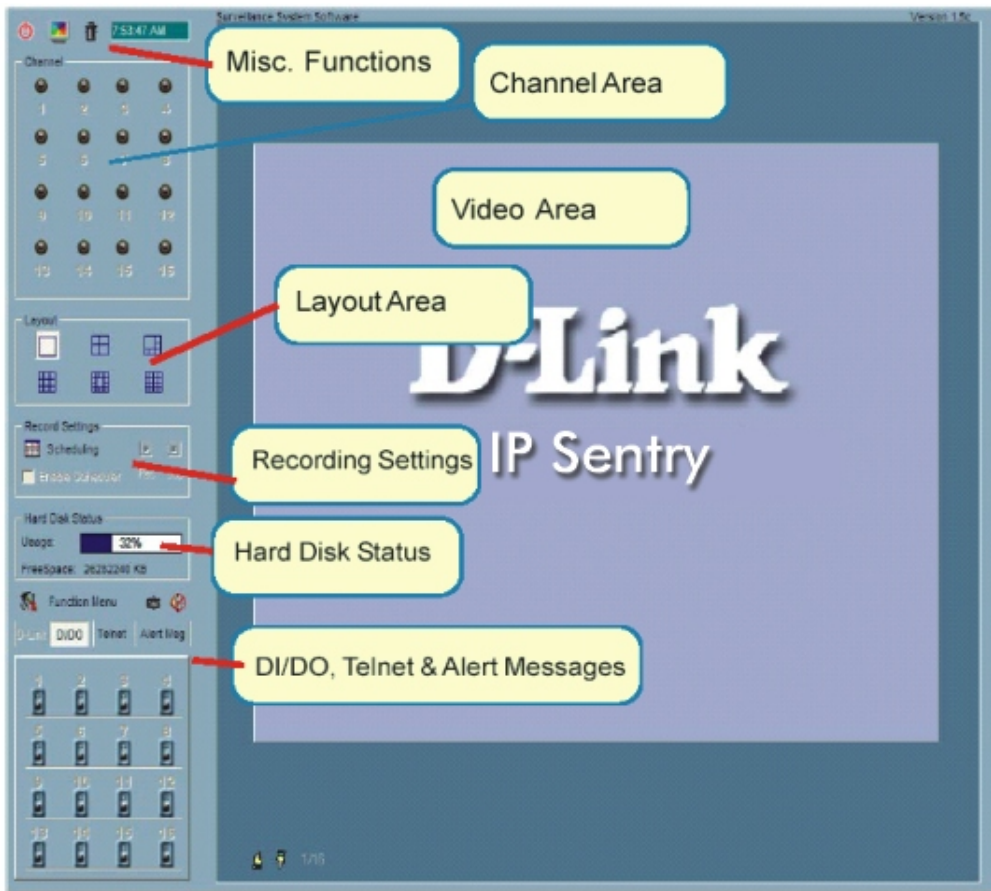 Surveillance System Software
Version 1.5c
7:53:47 AM
Misc. Functions
Channel Area
Channel
1 2 3 4
5 6 8
9 10 11 12
13 14 15 16
Video Area
Layout Area
Layout
D-Link
IP Sentry
Record Settings
Scheduling
Enable Scheduler
Recording Settings
Hard Disk Status
Usage: 32%
FreeSpace: 26282240 KB
Hard Disk Status
Function Menu
D-Link DI/DO Telnet Alert Msg
DI/DO, Telnet & Alert Messages
1 2 3 4
5 6 7 8
9 10 11 12
13 14 15 16
1/16